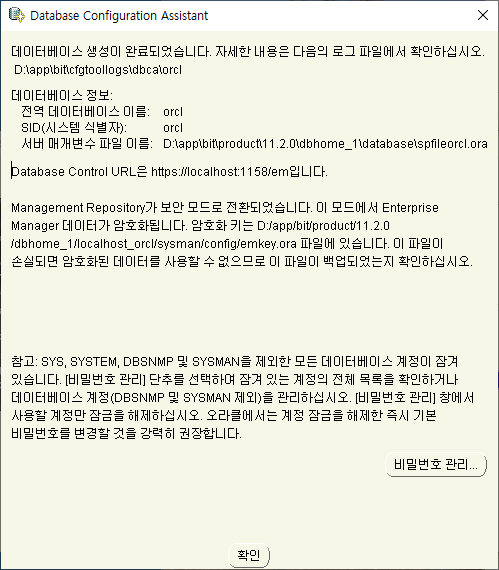 Database Configuration Assistant
데이터베이스 생성이 완료되었습니다. 자세한 내용은 다음의 로그 파일에서 확인하십시오.
D:\app\bit\cfgtoollogs\dbca\orcl
데이터베이스 정보:
전역 데이터베이스 이름: orcl
SID(시스템 식별자): orcl
서버 매개변수 파일 이름: D:\app\bit\product\11.2.0\dbhome_1\database\spfileorcl.ora
Database Control URL은 https://localhost:1158/em입니다.
Management Repository가 보안 모드로 전환되었습니다. 이 모드에서 Enterprise
Manager 데이터가 암호화됩니다. 암호화 키는 D:/app/bit/product/11.2.0
/dbhome_1/localhost_orcl/sysman/config/emkey.ora 파일에 있습니다. 이 파일이
손실되면 암호화된 데이터를 사용할 수 없으므로 이 파일이 백업되었는지 확인하십시오.
참고: SYS, SYSTEM, DBSNMP 및 SYSMAN을 제외한 모든 데이터베이스 계정이 잠겨
있습니다. [비밀번호 관리] 단추를 선택하여 잠겨 있는 계정의 전체 목록을 확인하거나
데이터베이스 계정(DBSNMP 및 SYSMAN 제외)을 관리하십시오. [비밀번호 관리] 창에서
사용할 계정만 잠금을 해제하십시오. 오라클에서는 계정 잠금을 해제한 즉시 기본
비밀번호를 변경할 것을 강력히 권장합니다.
비밀번호 관리...
확인